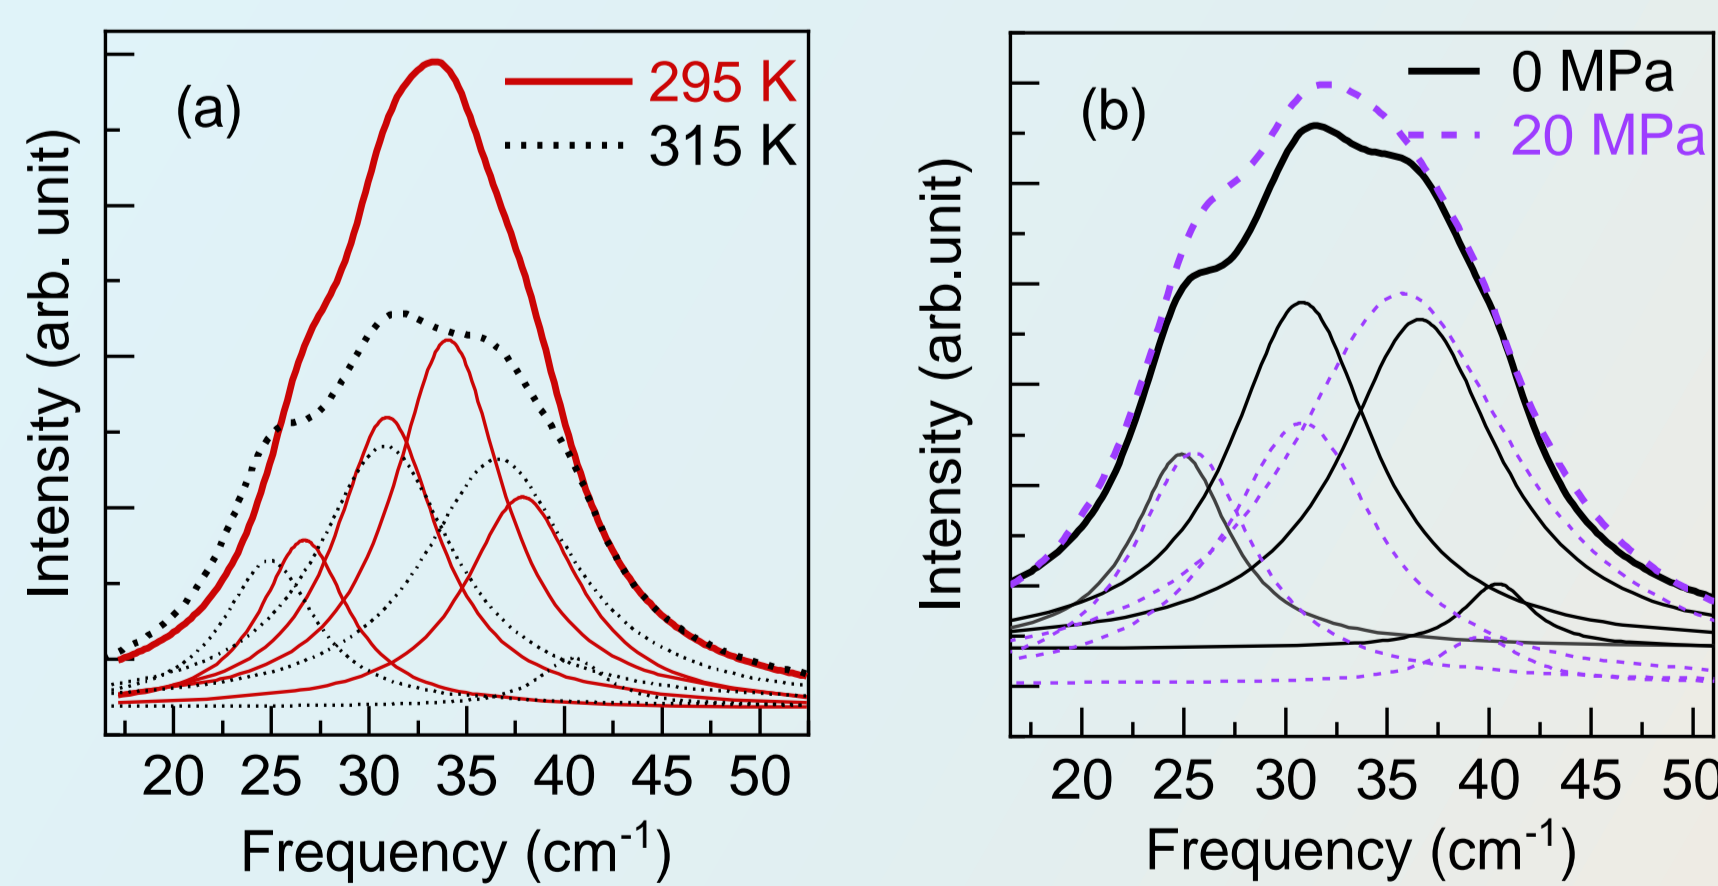 (a)
295 K
315 K
Intensity (arb. unit)
20 25 30 35 40 45 50
Frequency (cm⁻¹)
(b)
0 MPa
20 MPa
Intensity (arb.unit)
20 25 30 35 40 45 50
Frequency (cm⁻¹)